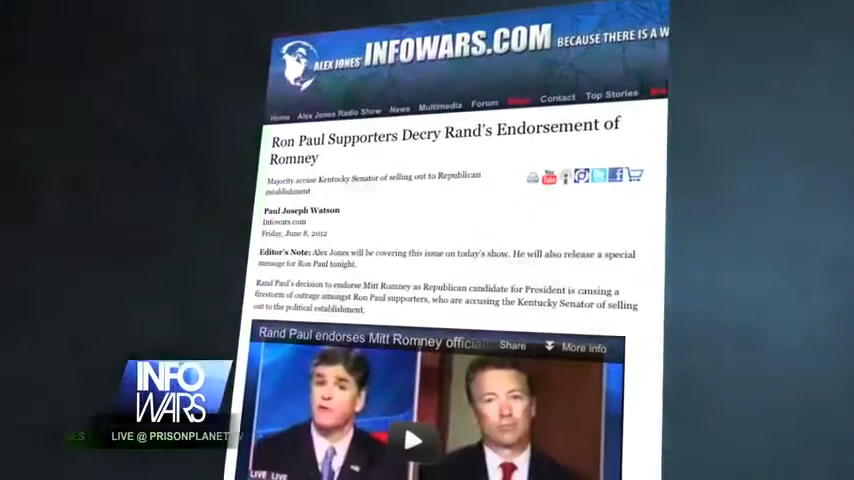 ALEX JONES' INFOWARS.COM BECAUSE THERE IS A W
Home Alex Jones Radio Show News Multimedia Forum Contact Top Stories
Ron Paul Supporters Decry Rand's Endorsement of
Romney
Majority accuse Kentucky Senator of selling out to Republican
establishment
You
Tube
Paul Joseph Watson
Infowars.com
Friday, June 8, 2012
Editor's Note: Alex Jones will be covering this issue on today's show. He will also release a special
message for Ron Paul tonight.
Rand Paul's decision to endorse Mitt Romney as Republican candidate for President is causing a
firestorm of outrage amongst Ron Paul supporters, who are accusing the Kentucky Senator of selling
out to the political establishment.
Rand Paul endorses Mitt Romney official Share More info
LIVE LIVE
INFO
WARS
LIVE @ PRISONPLANET